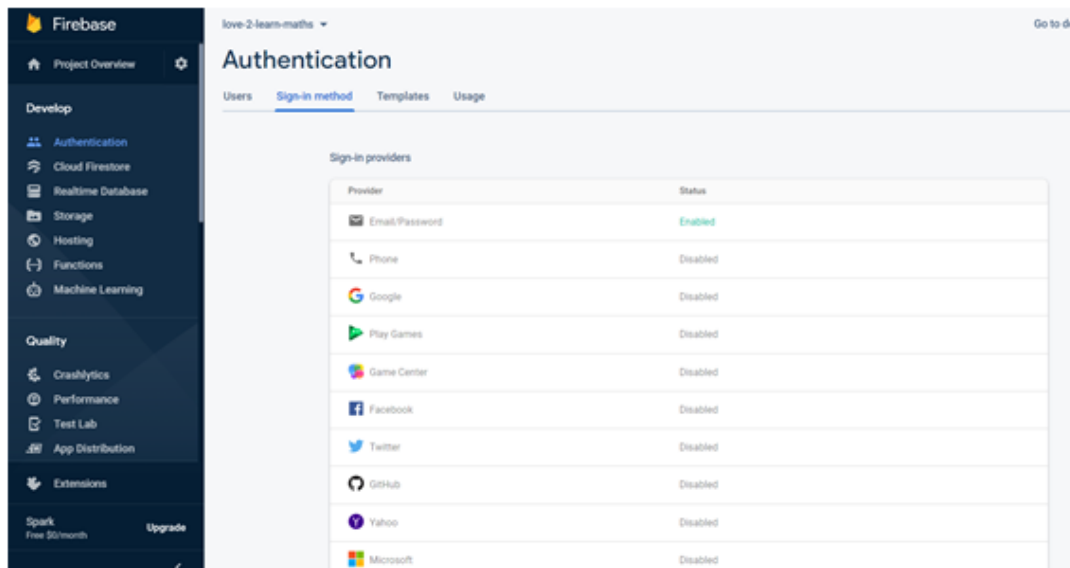 Firebase
Project Overview
Develop
Authentication
Cloud Firestore
Realtime Database
Storage
Hosting
Functions
Machine Learning
Quality
Crashlytics
Performance
Test Lab
App Distribution
Extensions
Spark
Free $0/month
Upgrade
love-2-learn-maths
Go to
Authentication
Users Sign-in method Templates Usage
Sign-in providers
Provider Status
Email/Password Enabled
Phone Disabled
Google Disabled
Play Games Disabled
Game Center Disabled
Facebook Disabled
Twitter Disabled
GitHub Disabled
Yahoo Disabled
Microsoft Disabled